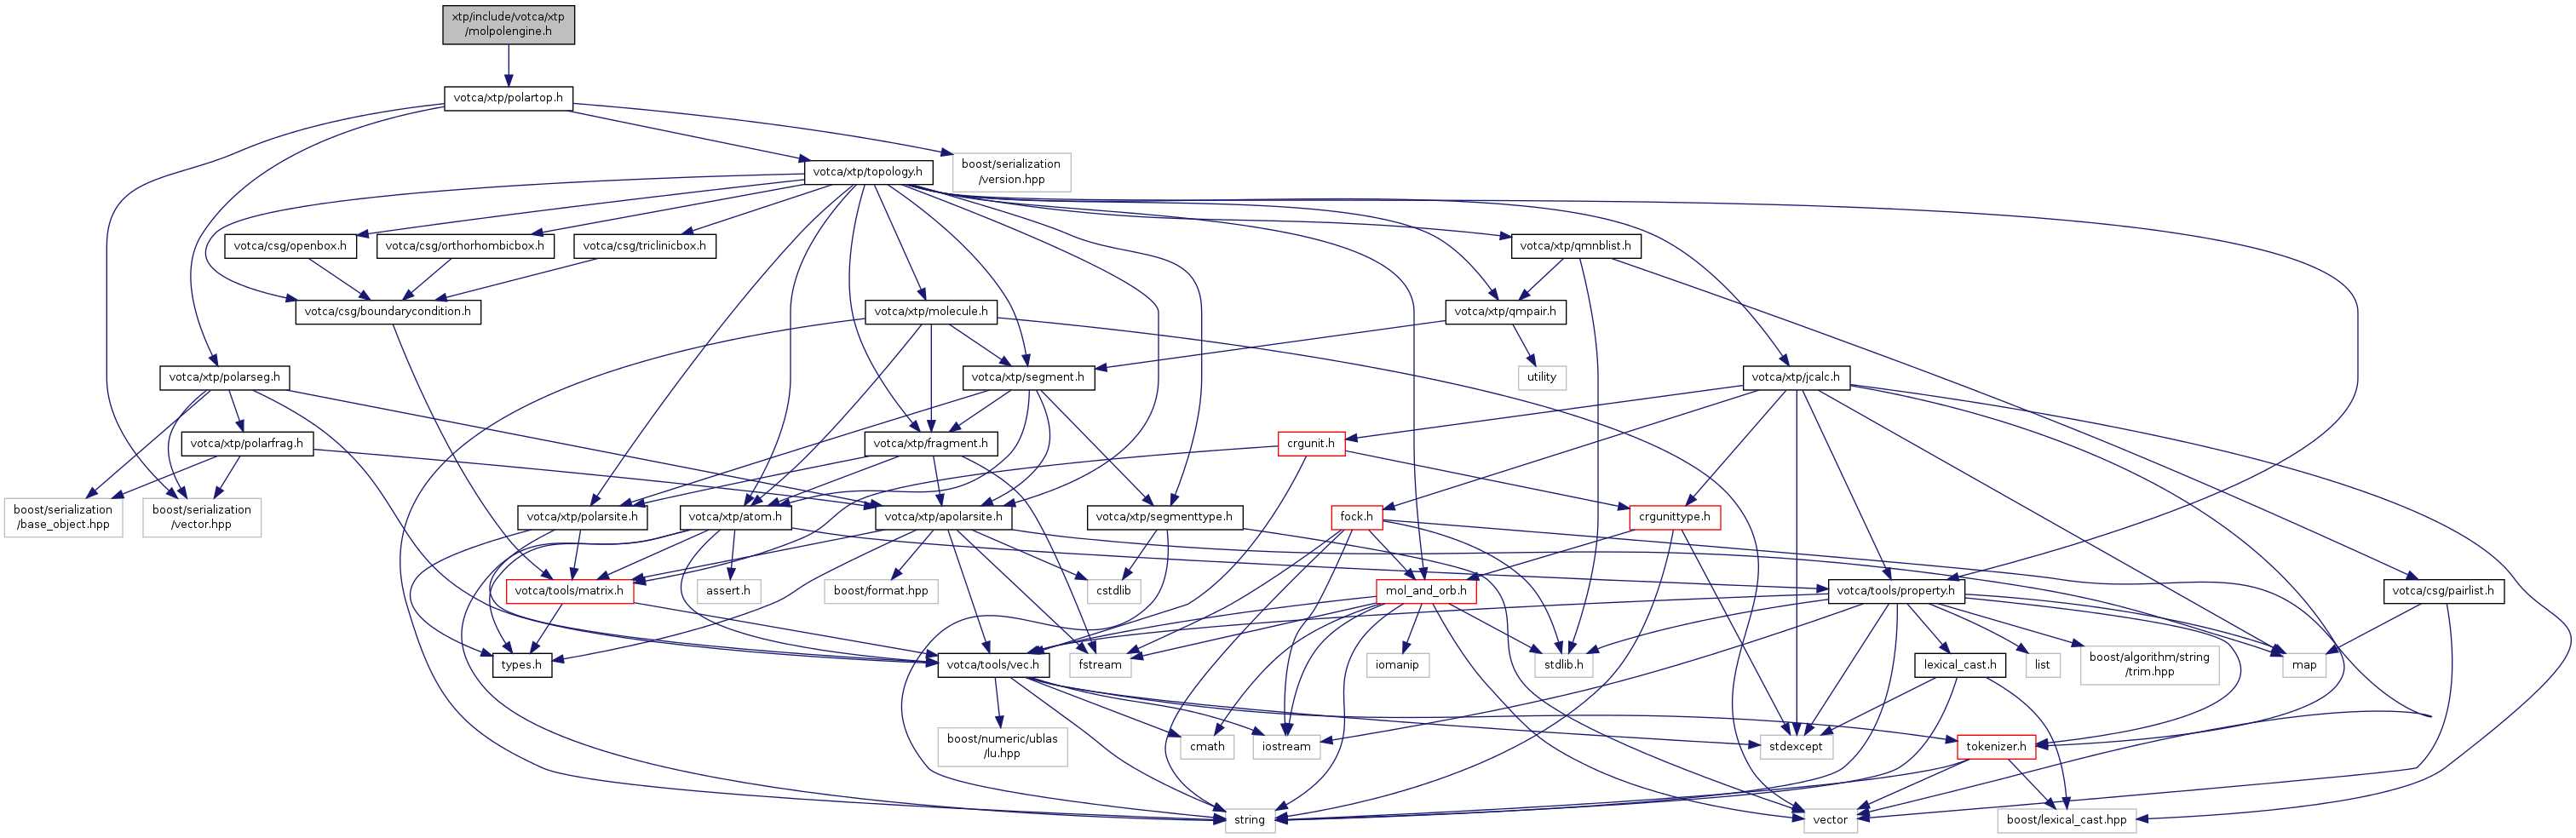 xtp/include/votca/xtp
/molpolengine.h
votca/xtp/polartop.h
boost/serialization
/version.hpp
votca/xtp/topology.h
votca/csg/openbox.h
votca/csg/orthorhombicbox.h
votca/csg/triclinicbox.h
votca/xtp/qmnblist.h
votca/csg/boundarycondition.h
votca/xtp/molecule.h
votca/xtp/qmpair.h
votca/xtp/polarseg.h
votca/xtp/segment.h
utility
votca/xtp/jcalc.h
votca/xtp/polarfrag.h
votca/xtp/fragment.h
crgunit.h
boost/serialization
/base_object.hpp
boost/serialization
/vector.hpp
votca/xtp/polarsite.h
votca/xtp/atom.h
votca/xtp/apolarsite.h
votca/xtp/segmenttype.h
fock.h
crgunittype.h
votca/tools/matrix.h
assert.h
boost/format.hpp
cstdlib
mol_and_orb.h
votca/tools/property.h
votca/csg/pairlist.h
types.h
votca/tools/vec.h
fstream
iomanip
stdlib.h
lexical_cast.h
list
boost/algorithm/string
/trim.hpp
map
boost/numeric/ublas
/lu.hpp
cmath
iostream
stdexcept
tokenizer.h
string
vector
boost/lexical_cast.hpp